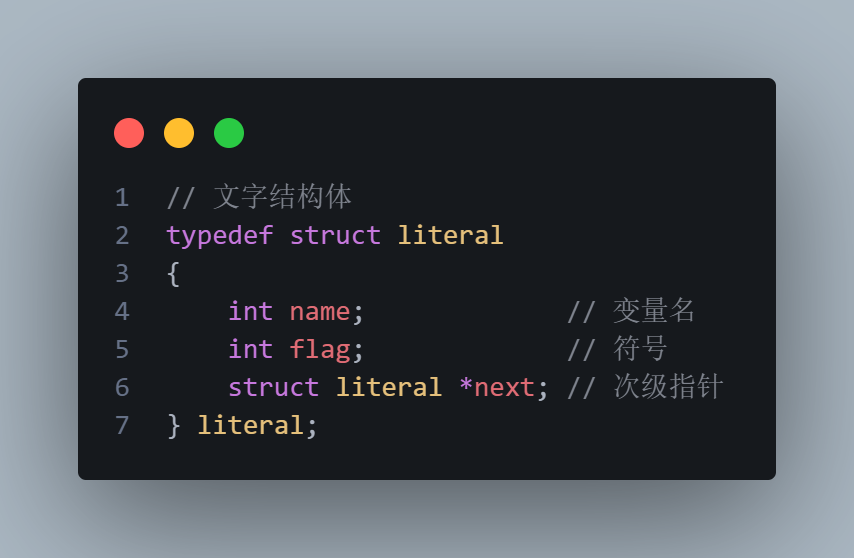 1 // 文字结构体
2 typedef struct literal
3 {
4     int name;             // 变量名
5     int flag;             // 符号
6     struct literal *next; // 次级指针
7 } literal;